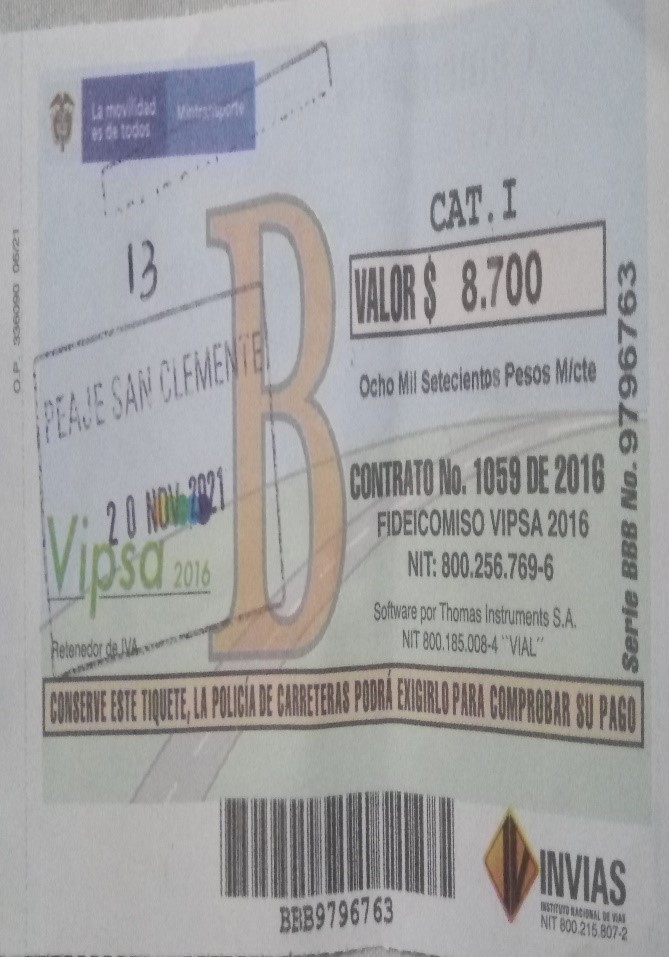 La movilidad
es de todos
Mintransporte
13
B
CAT. I
VALOR $ 8.700
Ocho Mil Setecientos Pesos M/cte
PEAJE SAN CLEMENTE
20 NOV 2021
Vipsa 2016
Retenedor de IVA
CONTRATO No. 1059 DE 2016
FIDEICOMISO VIPSA 2016
NIT: 800.256.769-6
Software por Thomas Instruments S.A.
NIT 800.185.008-4 ¨VIAL¨
Serie BBB No. 9796763
O.P. 336090 06/21
CONSERVE ESTE TIQUETE, LA POLICÍA DE CARRETERAS PODRÁ EXIGIRLO PARA COMPROBAR SU PAGO
BBB9796763
INVIAS
INSTITUTO NACIONAL DE VIAS
NIT 800.215.807-2